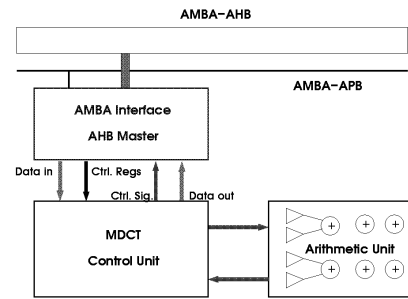 AMBA-AHB
AMBA-APB
AMBA Interface
AHB Master
Data in
Ctrl. Regs
Ctrl. Sig.
Data out
MDCT
Control Unit
Arithmetic Unit
+ + +
+ + +